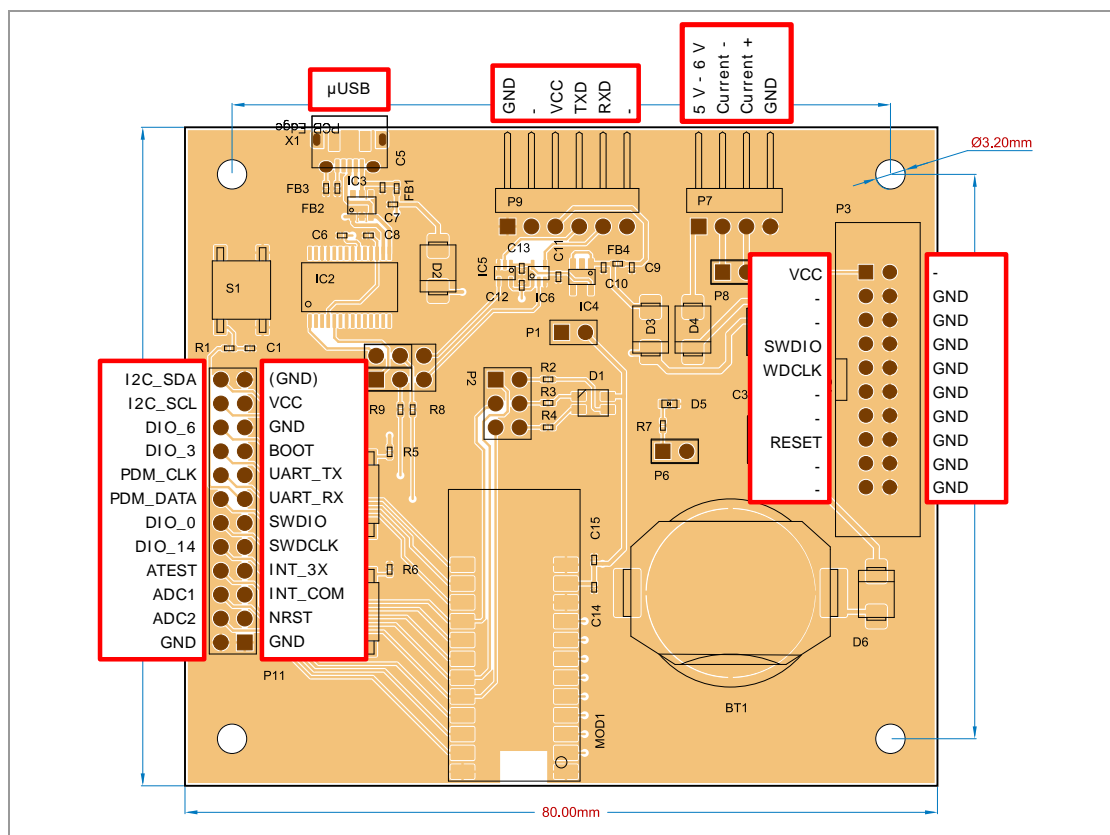 µUSB
GND
-
VCC
TXD
RXD
-
5 V - 6 V
Current -
Current +
GND
Ø3.20mm
PCB Edge
X1
C5
IC3
FB3
FB1
FB2
C7
C6
C8
P9
P7
P3
S1
IC2
D2
IC5
C13
C11
FB4
C9
C12
IC6
C10
IC4
P8
D3
D4
P1
R1
C1
P2
R2
R3
R4
D1
D5
R7
P6
R9
R8
R5
R6
VCC -
- GND
- GND
SWDIO GND
WDCLK GND
- GND
- GND
RESET GND
- GND
- GND
I2C_SDA (GND)
I2C_SCL VCC
DIO_6 GND
DIO_3 BOOT
PDM_CLK UART_TX
PDM_DATA UART_RX
DIO_0 SWDIO
DIO_14 SWDCLK
ATEST INT_3X
ADC1 INT_COM
ADC2 NRST
GND GND
P11
C15
C14
MOD1
BT1
D6
80.00mm